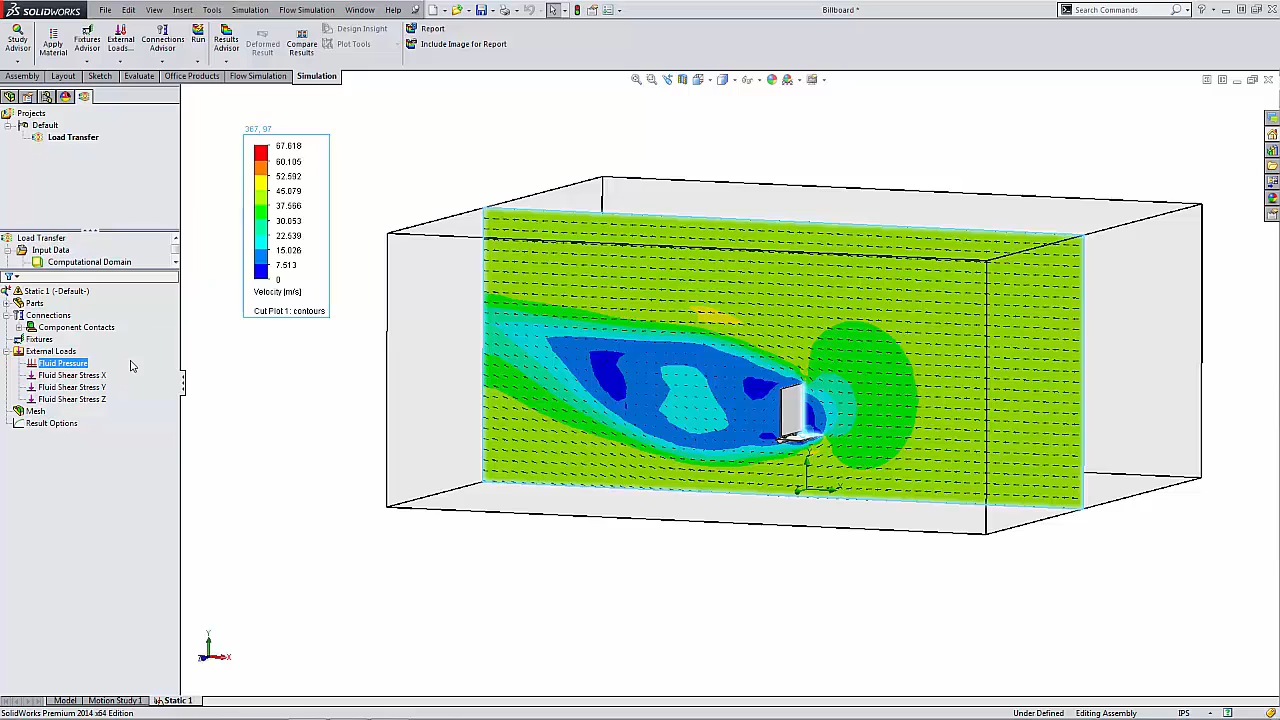 SOLIDWORKS File Edit View Insert Tools Simulation Flow Simulation Window Help Billboard * Search Commands
Study Advisor
Apply Material
Fixtures Advisor
External Loads...
Connections Advisor
Run
Results Advisor
Deformed Result
Compare Results
Design Insight
Plot Tools
Report
Include Image for Report
Assembly Layout Sketch Evaluate Office Products Flow Simulation Simulation
Projects
Default
Load Transfer
Load Transfer
Input Data
Computational Domain
Static 1 (-Default-)
Parts
Connections
Component Contacts
Fixtures
External Loads
Fluid Pressure
Fluid Shear Stress X
Fluid Shear Stress Y
Fluid Shear Stress Z
Mesh
Result Options
367, 97
67.618
60.105
52.592
45.079
37.566
30.053
22.539
15.026
7.513
0
Velocity [m/s]
Cut Plot 1: contours
Y
X
Z
Model Motion Study 1 Static 1
SolidWorks Premium 2014 x64 Edition Under Defined Editing Assembly IPS